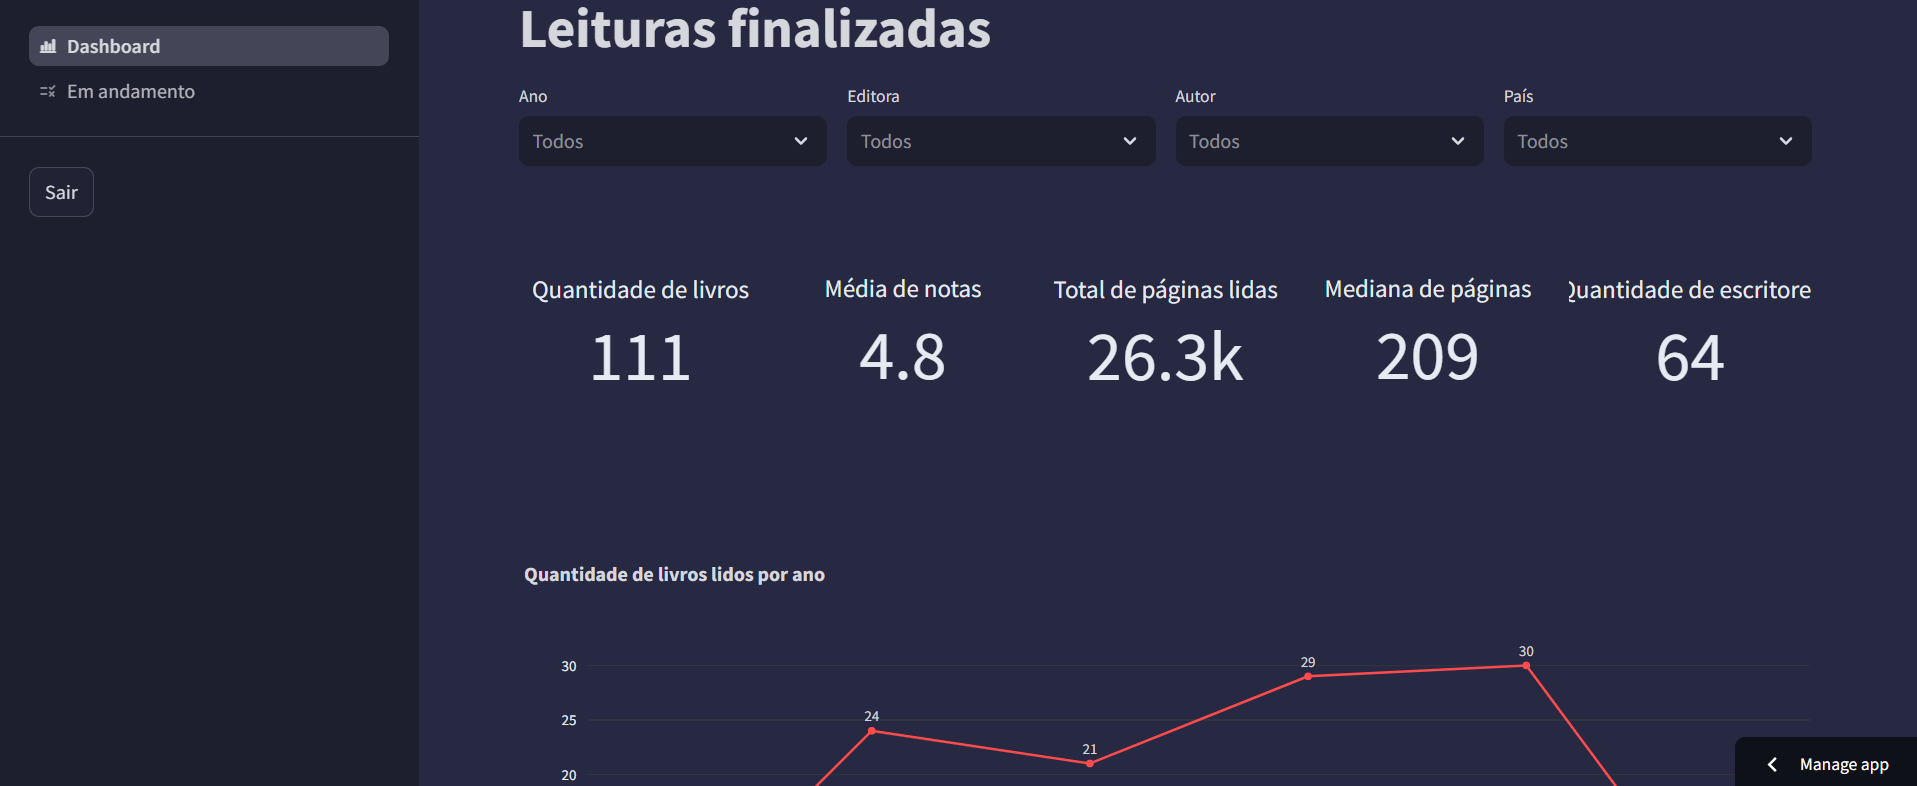 Dashboard
Em andamento
Sair
Leituras finalizadas
Ano
Editora
Autor
País
Todos
Todos
Todos
Todos
Quantidade de livros
Média de notas
Total de páginas lidas
Mediana de páginas
Quantidade de escritore
111
4.8
26.3k
209
64
Quantidade de livros lidos por ano
30
25
20
24
21
29
30
Manage app